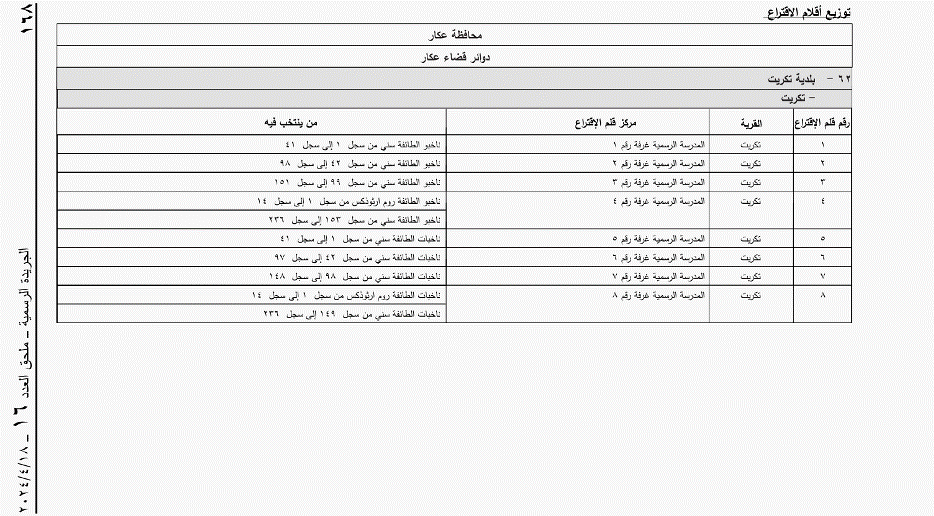 توزيع أقلام الاقتراع
محافظة عكار
دوائر قضاء عكار
٦٢ - بلدية تكريت
- تكريت
رقم قلم الإقتراع القرية مركز قلم الإقتراع من ينتخب فيه
١ تكريت المدرسة الرسمية غرفة رقم ١ ناخبو الطائفة سني من سجل ١ إلى سجل ٤١
٢ تكريت المدرسة الرسمية غرفة رقم ٢ ناخبو الطائفة سني من سجل ٤٢ إلى سجل ٩٨
٣ تكريت المدرسة الرسمية غرفة رقم ٣ ناخبو الطائفة سني من سجل ٩٩ إلى سجل ١٥١
٤ تكريت المدرسة الرسمية غرفة رقم ٤ ناخبو الطائفة روم ارثوذكس من سجل ١ إلى سجل ١٤
ناخبو الطائفة سني من سجل ١٥٣ إلى سجل ٢٣٦
٥ تكريت المدرسة الرسمية غرفة رقم ٥ ناخبات الطائفة سني من سجل ١ إلى سجل ٤١
٦ تكريت المدرسة الرسمية غرفة رقم ٦ ناخبات الطائفة سني من سجل ٤٢ إلى سجل ٩٧
٧ تكريت المدرسة الرسمية غرفة رقم ٧ ناخبات الطائفة سني من سجل ٩٨ إلى سجل ١٤٨
٨ تكريت المدرسة الرسمية غرفة رقم ٨ ناخبات الطائفة روم ارثوذكس من سجل ١ إلى سجل ١٤
ناخبات الطائفة سني من سجل ١٤٩ إلى سجل ٢٣٦
١٦٨
الجريدة الرسمية – ملحق العدد ١٦ – ٢٠٢٤/٤/١٨